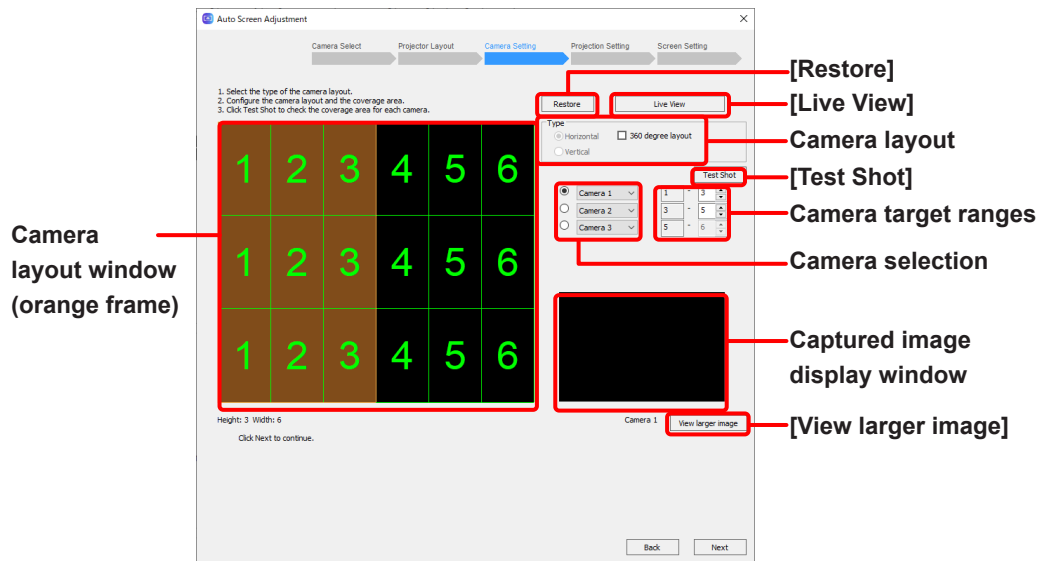 Auto Screen Adjustment
Camera Select
Projector Layout
Camera Setting
Projection Setting
Screen Setting
1. Select the type of the camera layout.
2. Configure the camera layout and the coverage area.
3. Click Test Shot to check the coverage area for each camera.
Restore
Live View
Type
Horizontal
360 degree layout
Vertical
Test Shot
Camera 1
1 - 3
Camera 2
3 - 5
Camera 3
5 - 6
1 2 3 4 5 6
1 2 3 4 5 6
1 2 3 4 5 6
Height: 3 Width: 6
Click Next to continue.
Camera 1
View larger image
Back
Next
Camera
layout window
(orange frame)
[Restore]
[Live View]
Camera layout
[Test Shot]
Camera target ranges
Camera selection
Captured image
display window
[View larger image]